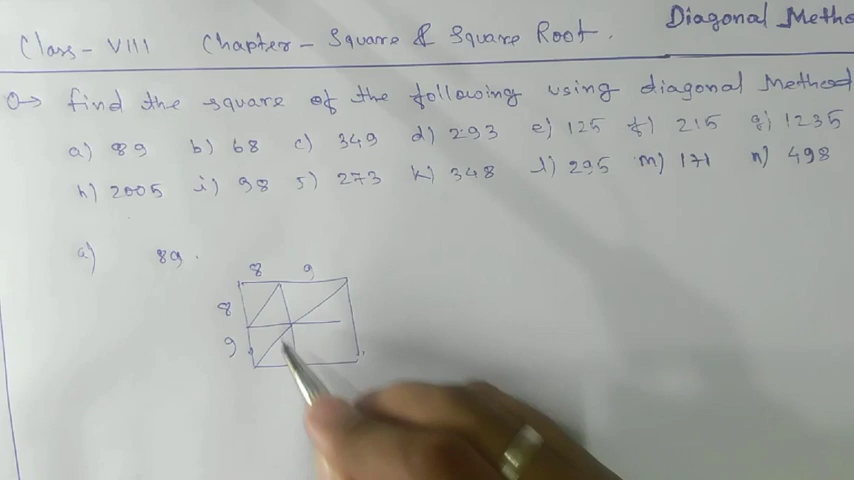 Class-VIII Chapter-Square & Square Root. Diagonal Metho
Q→ find the square of the following using diagonal Method
a) 89 b) 68 c) 349 d) 293 e) 125 f) 215 g) 1235
h) 2005 i) 98 j) 273 k) 348 l) 295 m) 171 n) 498
a) 89.
8 9
8
9